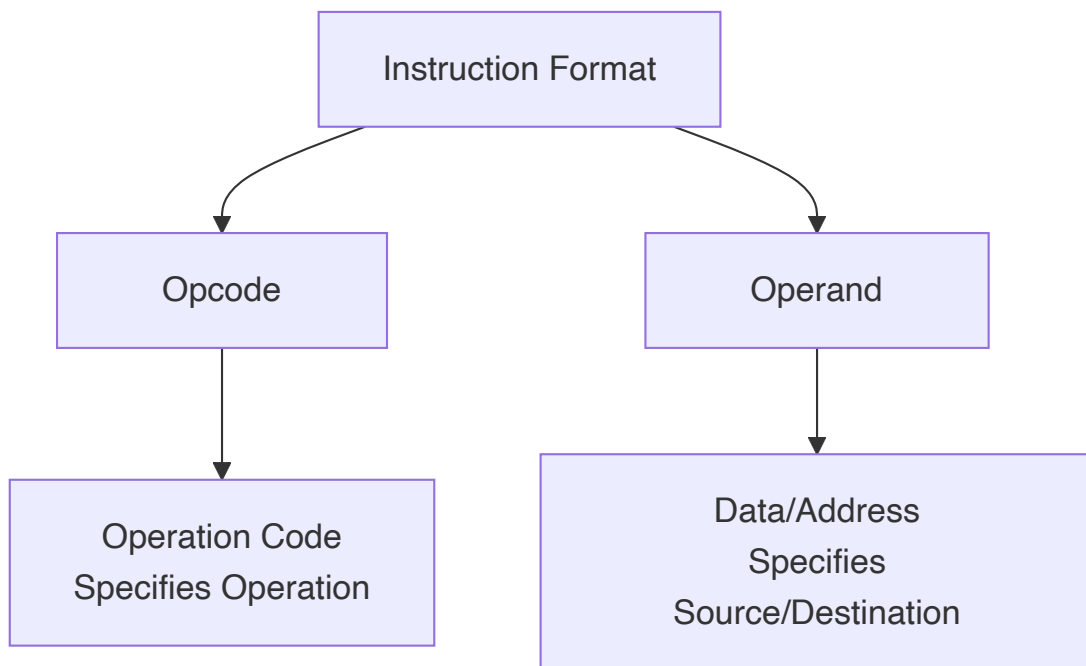 Instruction Format
Opcode
Operand
Operation Code
Specifies Operation
Data/Address
Specifies
Source/Destination